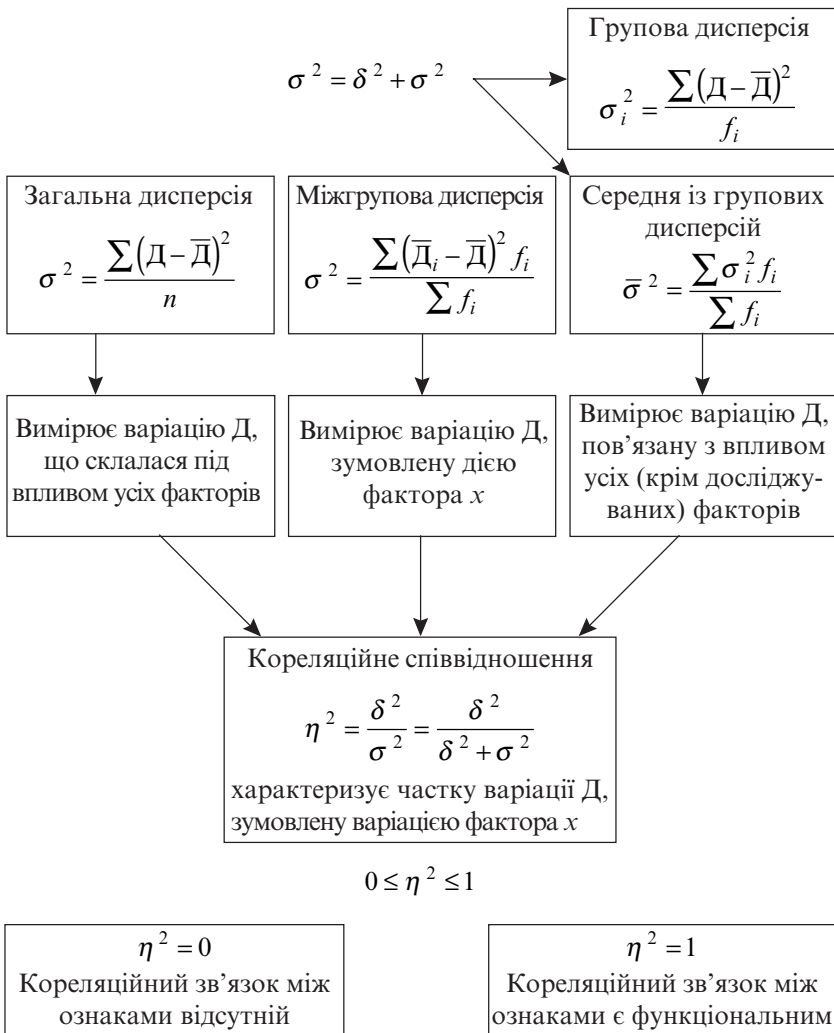 Групова дисперсія
σ² = δ² + σ²
σᵢ² = ∑(Д – Д̅)² / fᵢ
Загальна дисперсія
σ² = ∑(Д – Д̅)² / n
Міжгрупова дисперсія
σ² = ∑(Д̅ᵢ – Д̅)² fᵢ / ∑ fᵢ
Середня із групових
дисперсій
σ̅² = ∑ σᵢ² fᵢ / ∑ fᵢ
Вимірює варіацію Д,
що склалася під
впливом усіх факторів
Вимірює варіацію Д,
зумовлену дією
фактора x
Вимірює варіацію Д,
пов’язану з впливом
усіх (крім досліджу-
ваних) факторів
Кореляційне співвідношення
η² = δ² / σ² = δ² / δ² + σ²
характеризує частку варіації Д,
зумовлену варіацією фактора x
0 ≤ η² ≤ 1
η² = 0
Кореляційний зв’язок між
ознаками відсутній
η² = 1
Кореляційний зв’язок між
ознаками є функціональним